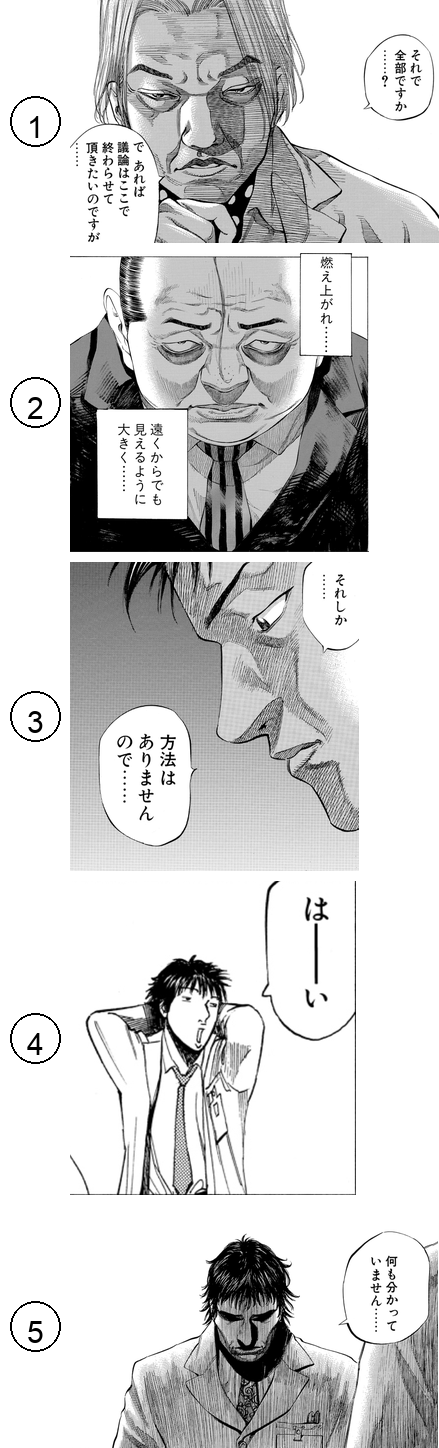 1
それで
全部ですか
……?
で あれば
議論はここで
終わらせて
頂きたいのですが
……
2
燃え上がれ……
遠くからでも
見えるように
大きく……
3
それしか
……
方法は
ありません
ので……
4
はーい
5
何も分かって
いません……